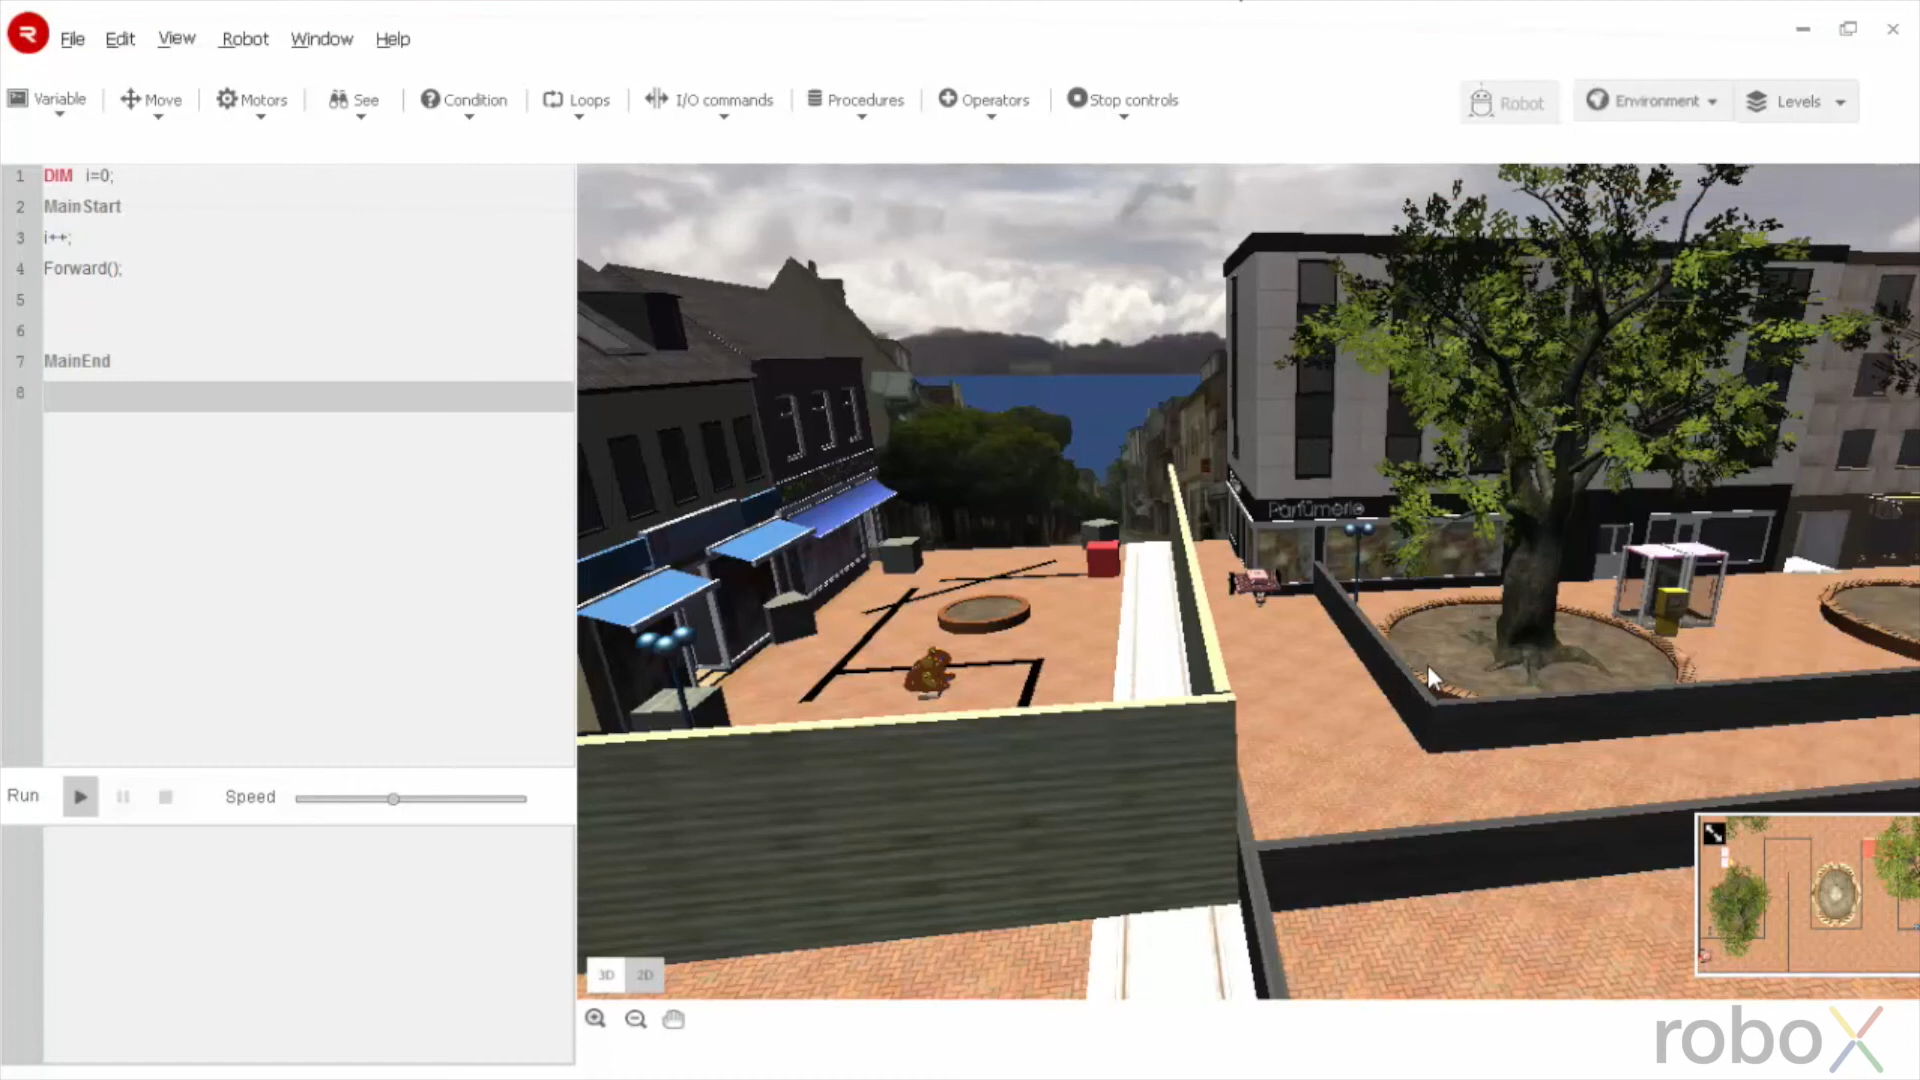 R
File Edit View Robot Window Help
Variable Move Motors See Condition Loops I/O commands Procedures Operators Stop controls Robot Environment Levels
1 DIM i=0;
2 MainStart
3 i++;
4 Forward();
5
6
7 MainEnd
8
Parfümerie
Run Speed
3D 2D
roboX